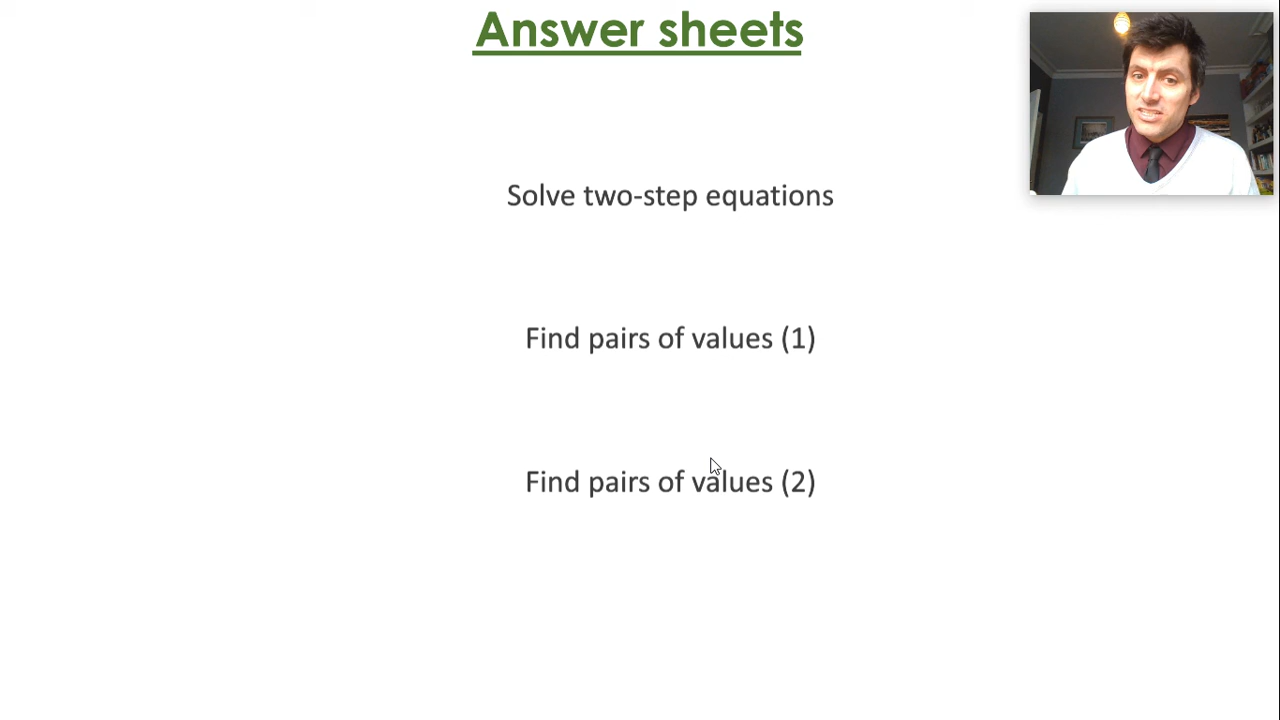 Answer sheets
Solve two-step equations
Find pairs of values (1)
Find pairs of values (2)